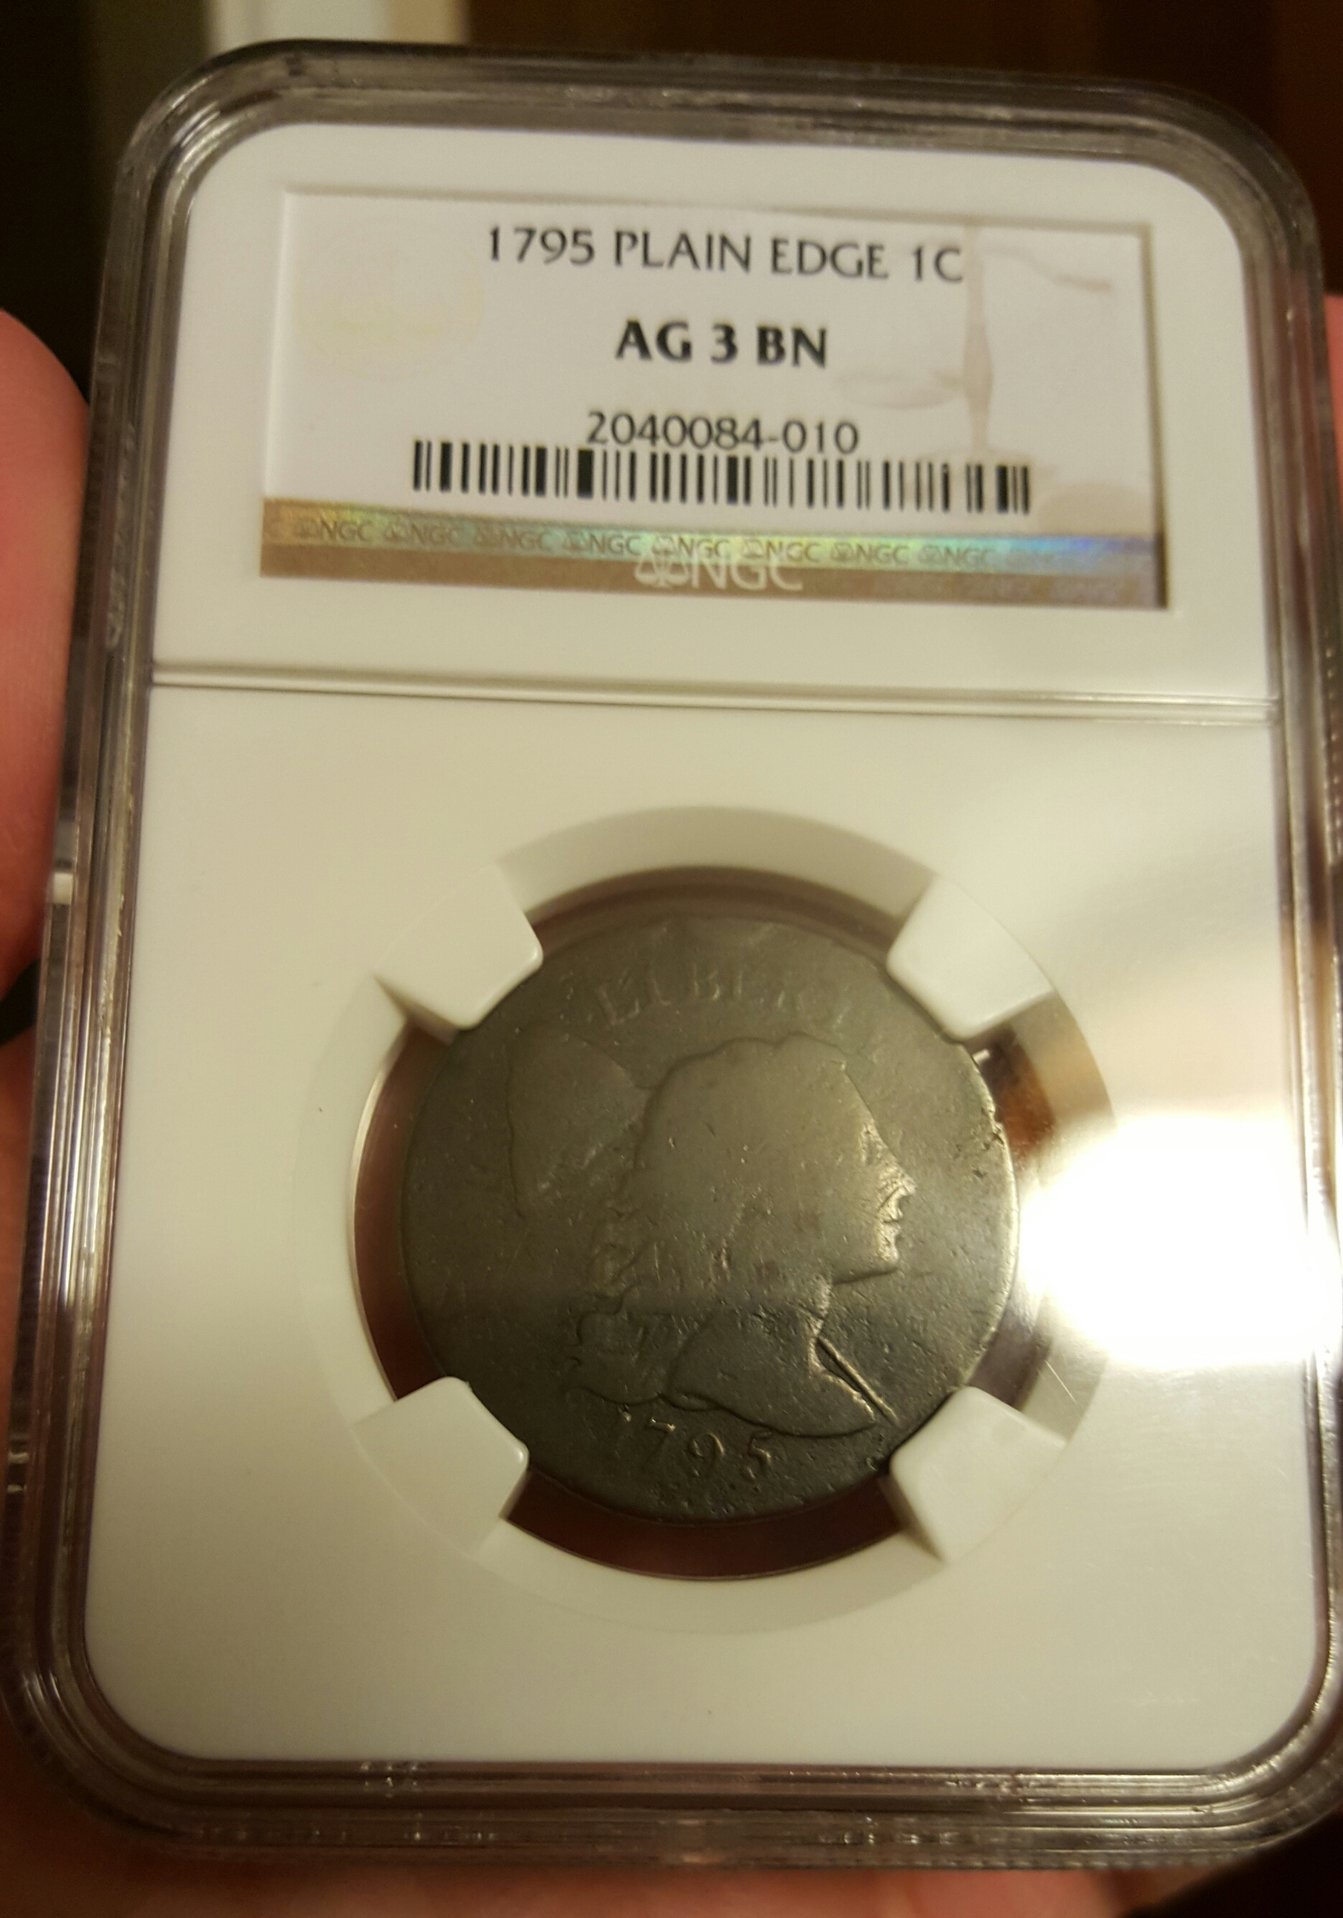 1795 PLAIN EDGE 1C
AG 3 BN
2040084-010
NGC NGC NGC NGC NGC NGC NGC NGC
NGC
LIBERTY
1795